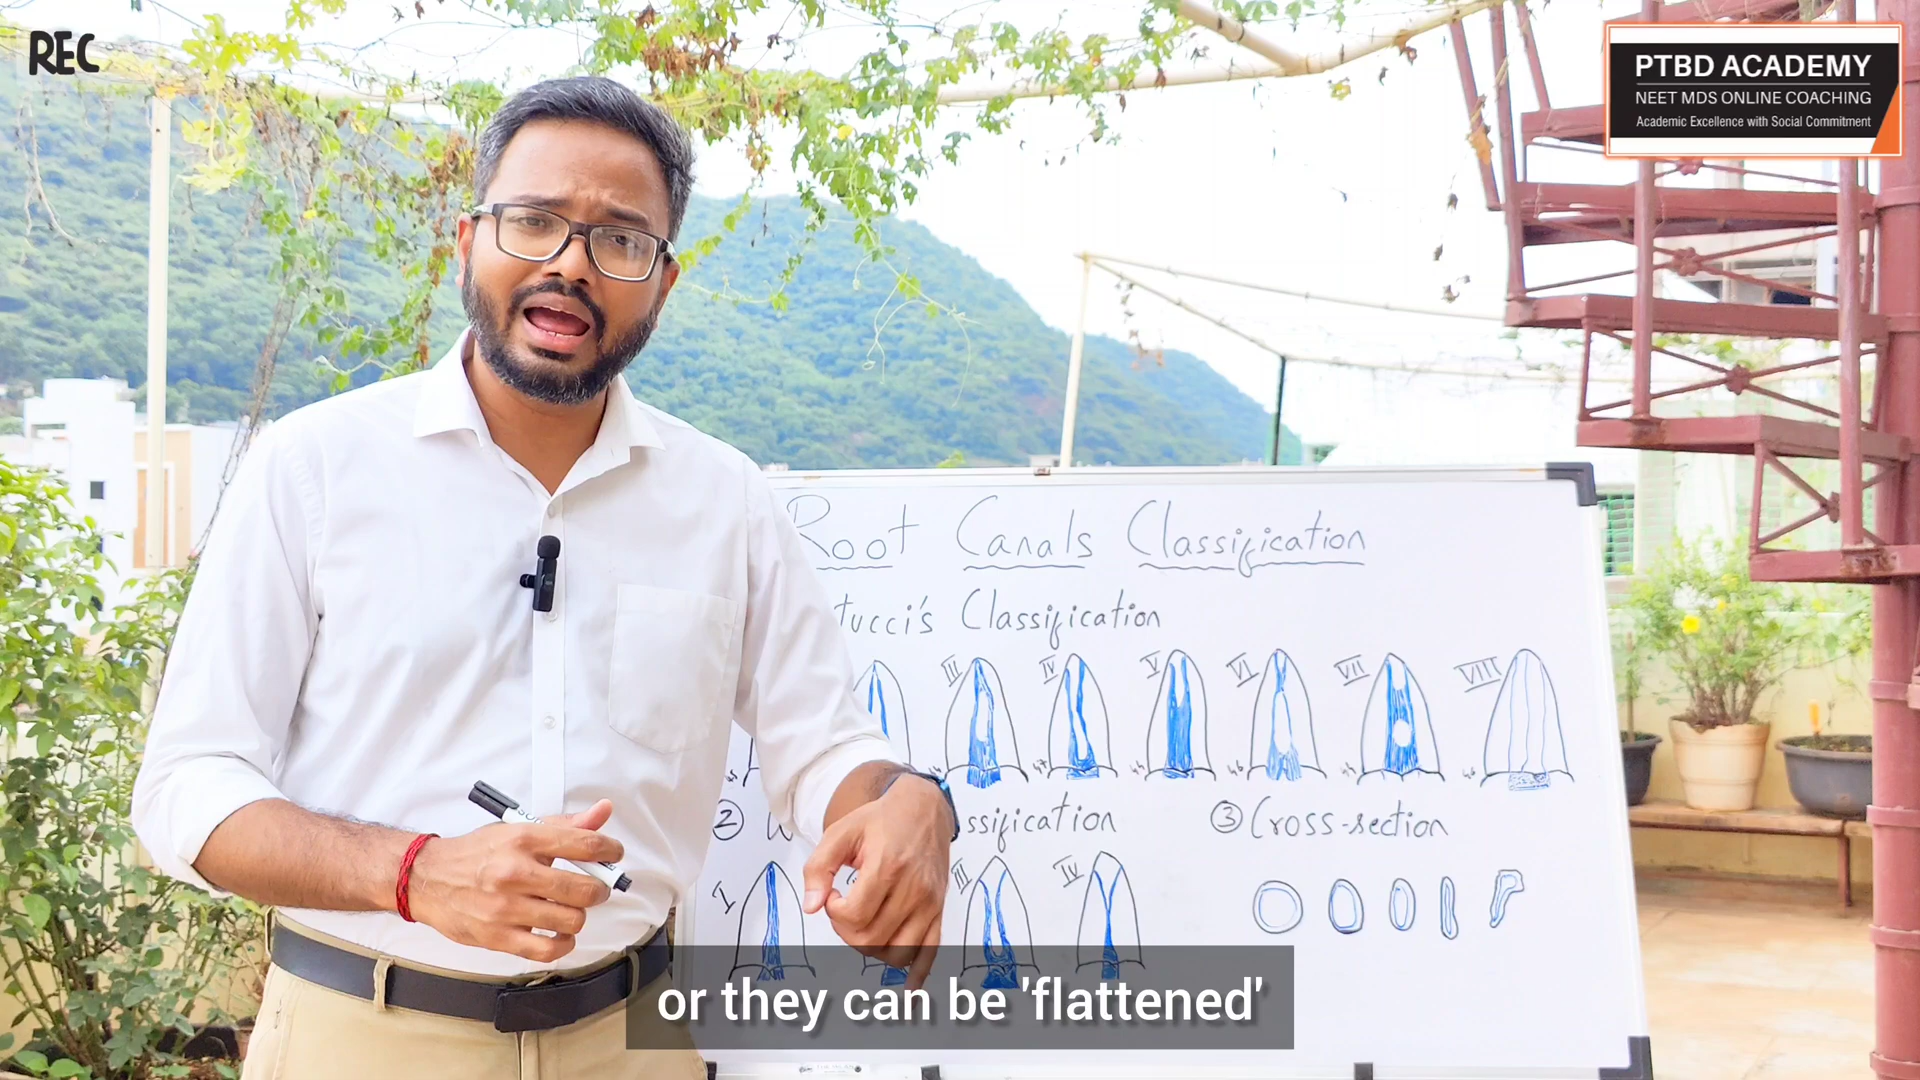 REC
PTBD ACADEMY
NEET MDS ONLINE COACHING
Academic Excellence with Social Commitment
Root Canals Classification
tucci's Classification
III IV V VI VII VIII
② ssification
③ Cross-section
I III IV
or they can be 'flattened'